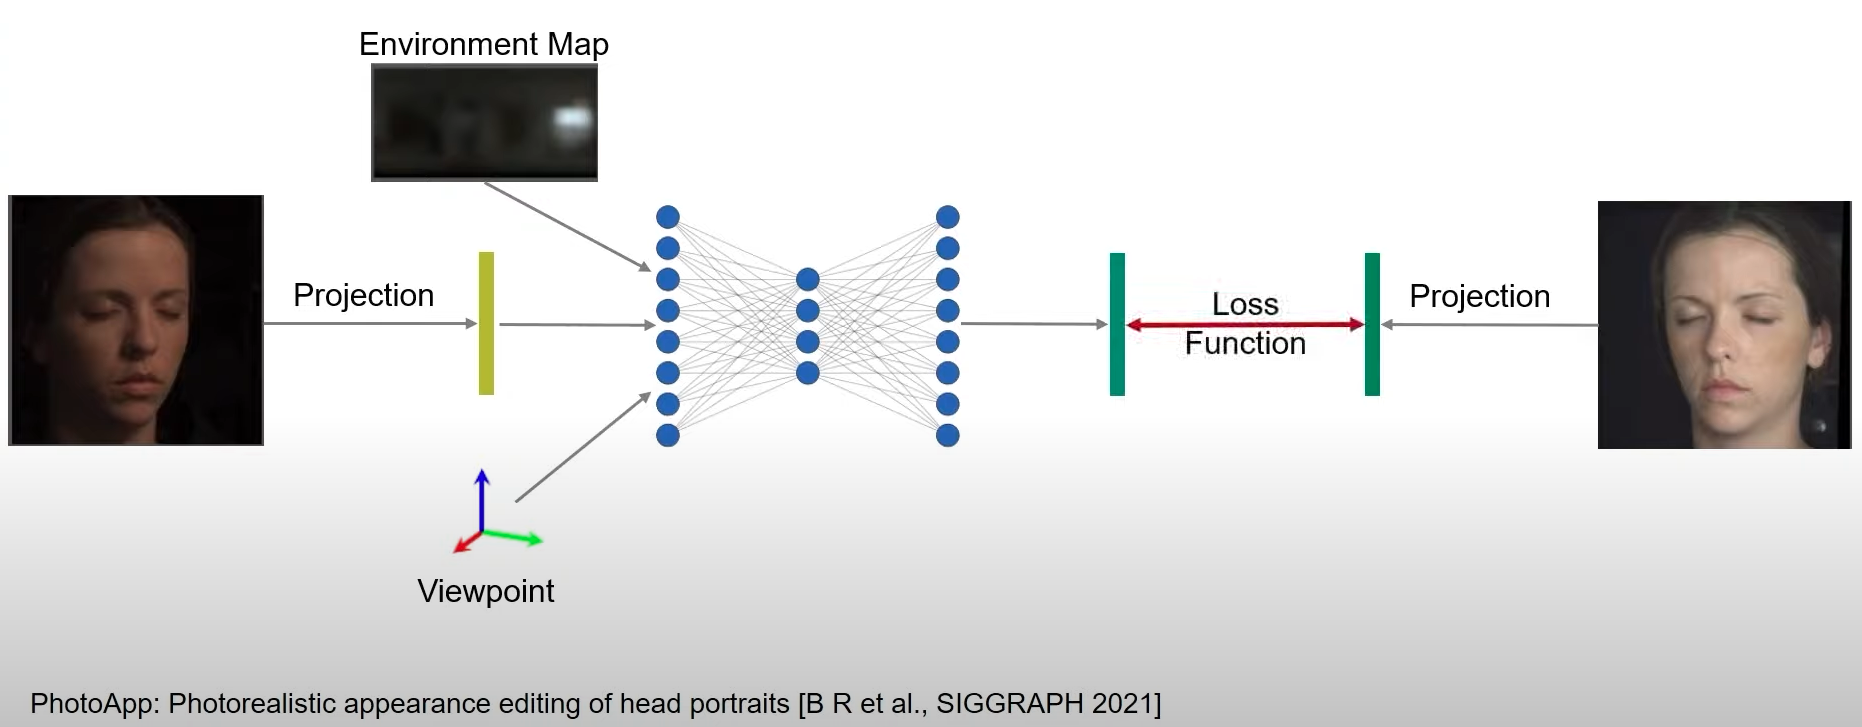 Environment Map
Projection
Viewpoint
Loss
Function
Projection
PhotoApp: Photorealistic appearance editing of head portraits [B R et al., SIGGRAPH 2021]